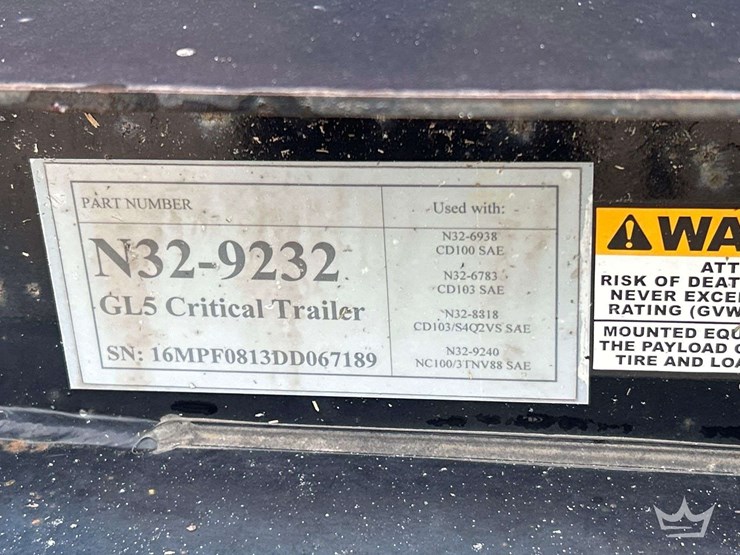 PART NUMBER
N32-9232
GL5 Critical Trailer
SN: 16MPF0813DD067189
Used with:
N32-6938
CD100 SAE
N32-6783
CD103 SAE
N32-8818
CD103/S4Q2VS SAE
N32-9240
NC100/3TNV88 SAE
WA
ATT
RISK OF DEAT
NEVER EXCE
RATING (GVW
MOUNTED EQU
THE PAYLOAD
TIRE AND LOA